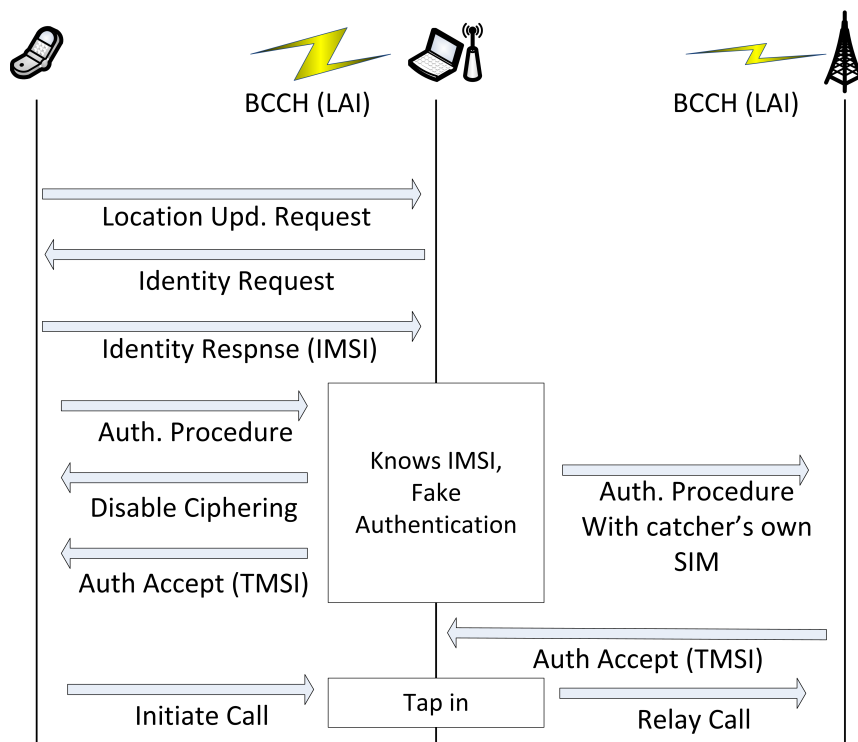 BCCH (LAI)
BCCH (LAI)
Location Upd. Request
Identity Request
Identity Respnse (IMSI)
Auth. Procedure
Disable Ciphering
Auth Accept (TMSI)
Knows IMSI,
Fake
Authentication
Auth. Procedure
With catcher's own
SIM
Auth Accept (TMSI)
Initiate Call
Tap in
Relay Call